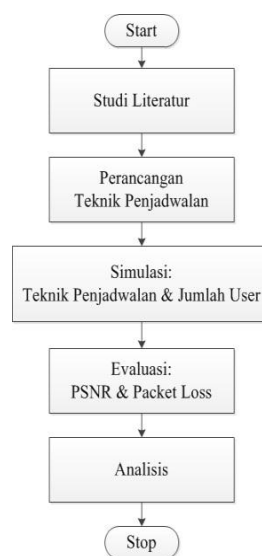 Start
Studi Literatur
Perancangan
Teknik Penjadwalan
Simulasi:
Teknik Penjadwalan & Jumlah User
Evaluasi:
PSNR & Packet Loss
Analisis
Stop